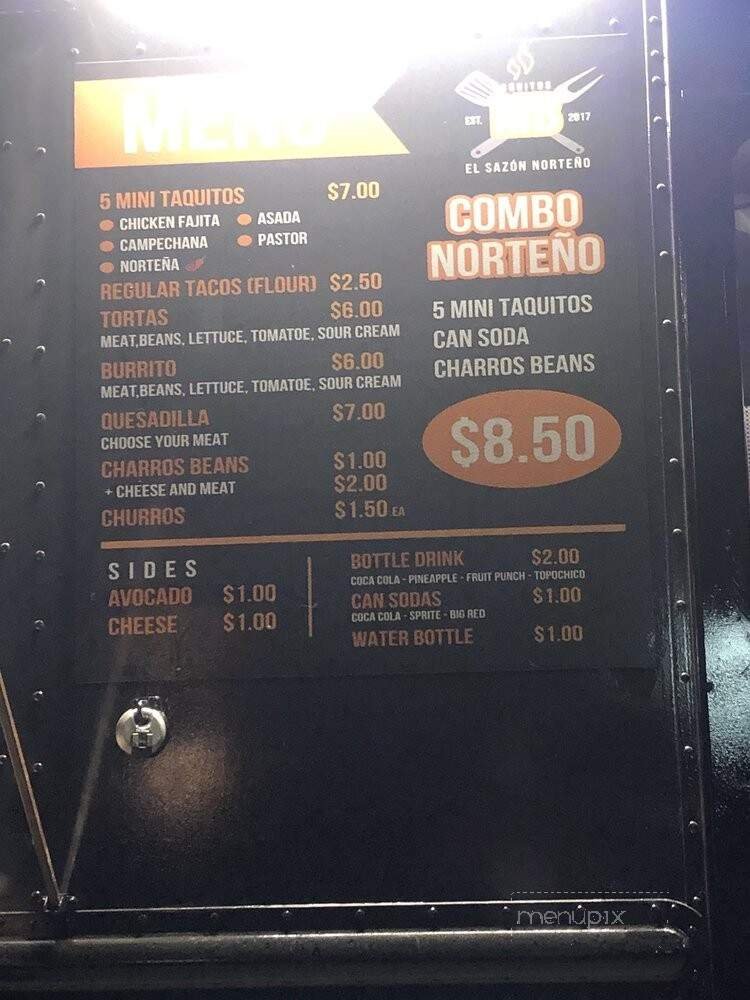 MENU
EST. 2017
EL SAZÓN NORTEÑO
5 MINI TAQUITOS $7.00
CHICKEN FAJITA ASADA
CAMPECHANA PASTOR
NORTEÑA
REGULAR TACOS (FLOUR) $2.50
TORTAS $6.00
MEAT,BEANS, LETTUCE, TOMATOE, SOUR CREAM
BURRITO $6.00
MEAT,BEANS, LETTUCE, TOMATOE, SOUR CREAM
QUESADILLA $7.00
CHOOSE YOUR MEAT
CHARROS BEANS $1.00
+ CHEESE AND MEAT $2.00
CHURROS $1.50 EA
COMBO
NORTEÑO
5 MINI TAQUITOS
CAN SODA
CHARROS BEANS
$8.50
SIDES
AVOCADO $1.00
CHEESE $1.00
BOTTLE DRINK $2.00
COCA COLA - PINEAPPLE - FRUIT PUNCH - TOPOCHICO
CAN SODAS $1.00
COCA COLA - SPRITE - BIG RED
WATER BOTTLE $1.00
menupix